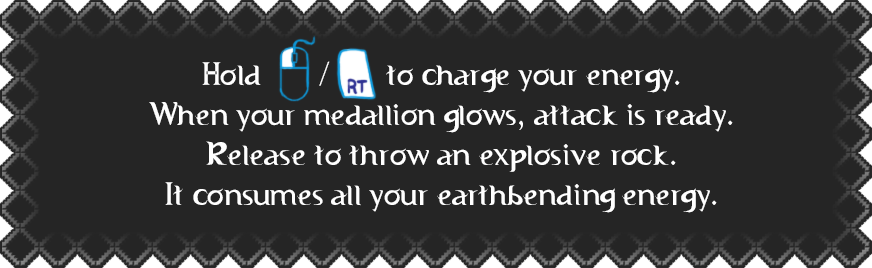 Hold / RT to charge your energy.
When your medallion glows, attack is ready.
Release to throw an explosive rock.
It consumes all your earthbending energy.